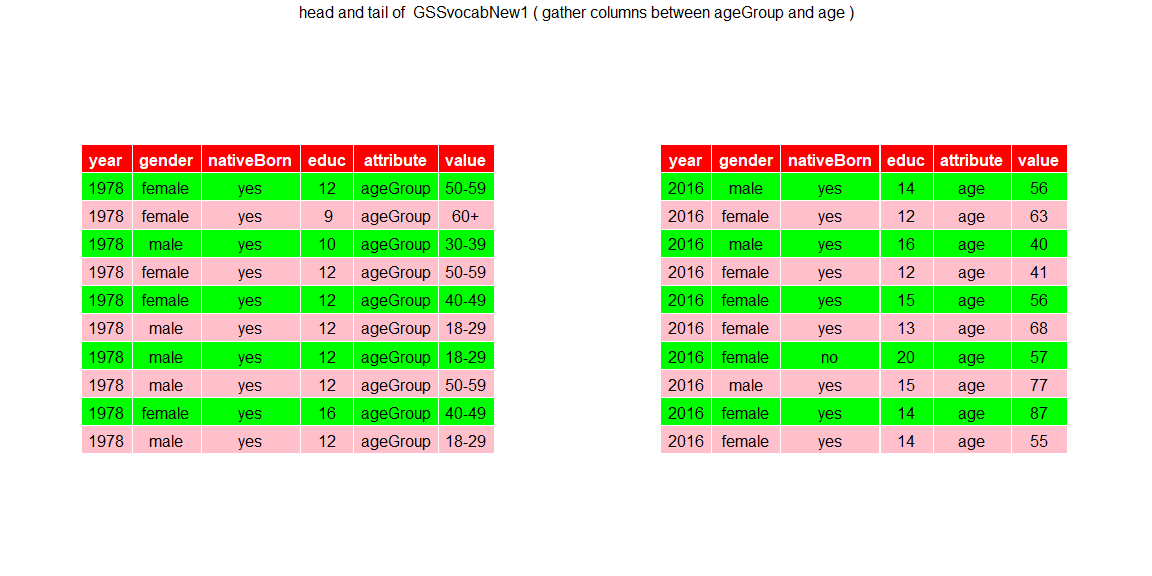 head and tail of GSSvocabNew1 ( gather columns between ageGroup and age )
year gender nativeBorn educ attribute value
1978 female yes 12 ageGroup 50-59
1978 female yes 9 ageGroup 60+
1978 male yes 10 ageGroup 30-39
1978 female yes 12 ageGroup 50-59
1978 female yes 12 ageGroup 40-49
1978 male yes 12 ageGroup 18-29
1978 male yes 12 ageGroup 18-29
1978 male yes 12 ageGroup 50-59
1978 female yes 16 ageGroup 40-49
1978 male yes 12 ageGroup 18-29
year gender nativeBorn educ attribute value
2016 male yes 14 age 56
2016 female yes 12 age 63
2016 male yes 16 age 40
2016 female yes 12 age 41
2016 female yes 15 age 56
2016 female yes 13 age 68
2016 female no 20 age 57
2016 male yes 15 age 77
2016 female yes 14 age 87
2016 female yes 14 age 55